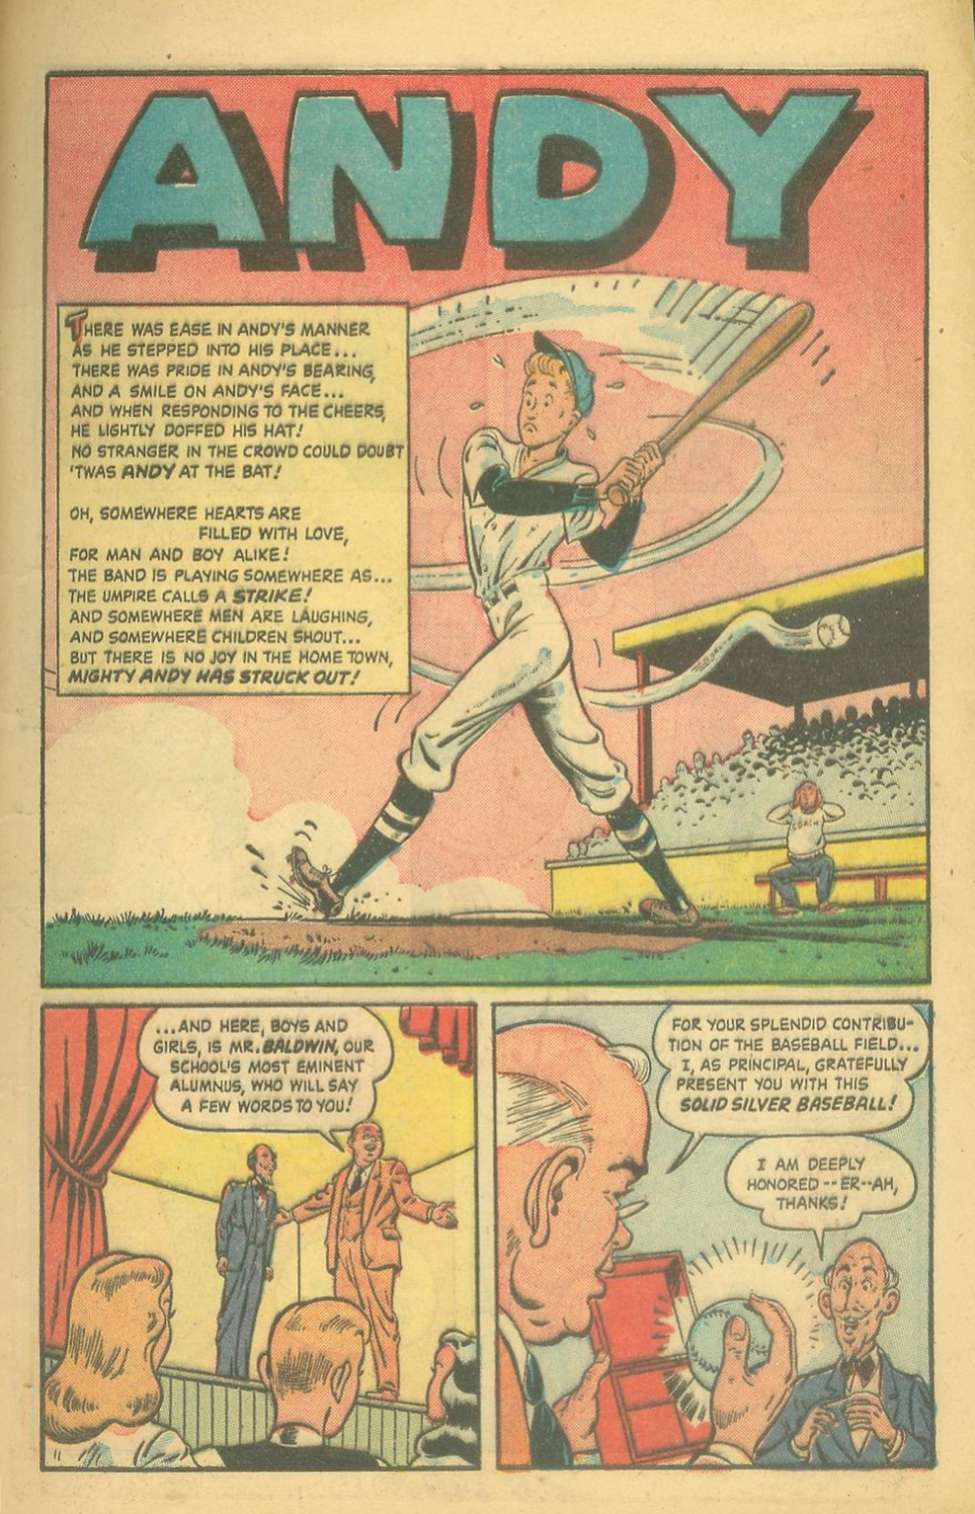 ANDY
THERE WAS EASE IN ANDY'S MANNER
AS HE STEPPED INTO HIS PLACE...
THERE WAS PRIDE IN ANDY'S BEARING,
AND A SMILE ON ANDY'S FACE...
AND WHEN RESPONDING TO THE CHEERS,
HE LIGHTLY DOFFED HIS HAT!
NO STRANGER IN THE CROWD COULD DOUBT
'TWAS ANDY AT THE BAT!
OH, SOMEWHERE HEARTS ARE
FILLED WITH LOVE,
FOR MAN AND BOY ALIKE!
THE BAND IS PLAYING SOMEWHERE AS...
THE UMPIRE CALLS A STRIKE!
AND SOMEWHERE MEN ARE LAUGHING,
AND SOMEWHERE CHILDREN SHOUT...
BUT THERE IS NO JOY IN THE HOME TOWN,
MIGHTY ANDY HAS STRUCK OUT!
COACH
...AND HERE, BOYS AND
GIRLS, IS MR. BALDWIN, OUR
SCHOOL'S MOST EMINENT
ALUMNUS, WHO WILL SAY
A FEW WORDS TO YOU!
FOR YOUR SPLENDID CONTRIBU-
TION OF THE BASEBALL FIELD...
I, AS PRINCIPAL, GRATEFULLY
PRESENT YOU WITH THIS
SOLID SILVER BASEBALL!
I AM DEEPLY
HONORED--ER--AH,
THANKS!